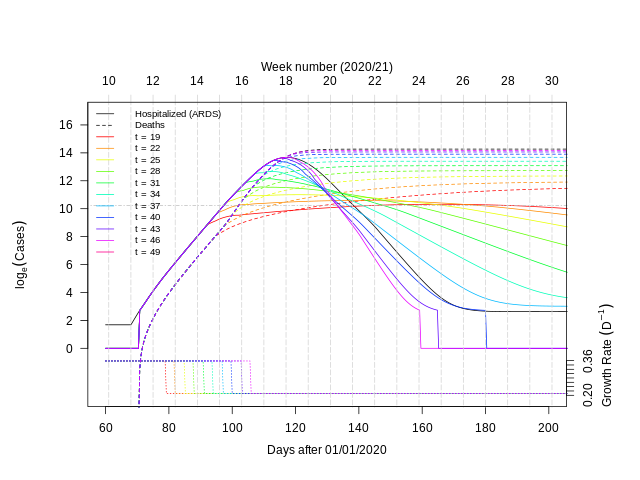 Week number (2020/21)
10 12 14 16 18 20 22 24 26 28 30
Hospitalized (ARDS)
Deaths
t = 19
t = 22
t = 25
t = 28
t = 31
t = 34
t = 37
t = 40
t = 43
t = 46
t = 49
16
14
12
10
8
6
4
2
0
logₑ(Cases)
0.36
0.20
Growth Rate (D⁻¹)
60 80 100 120 140 160 180 200
Days after 01/01/2020